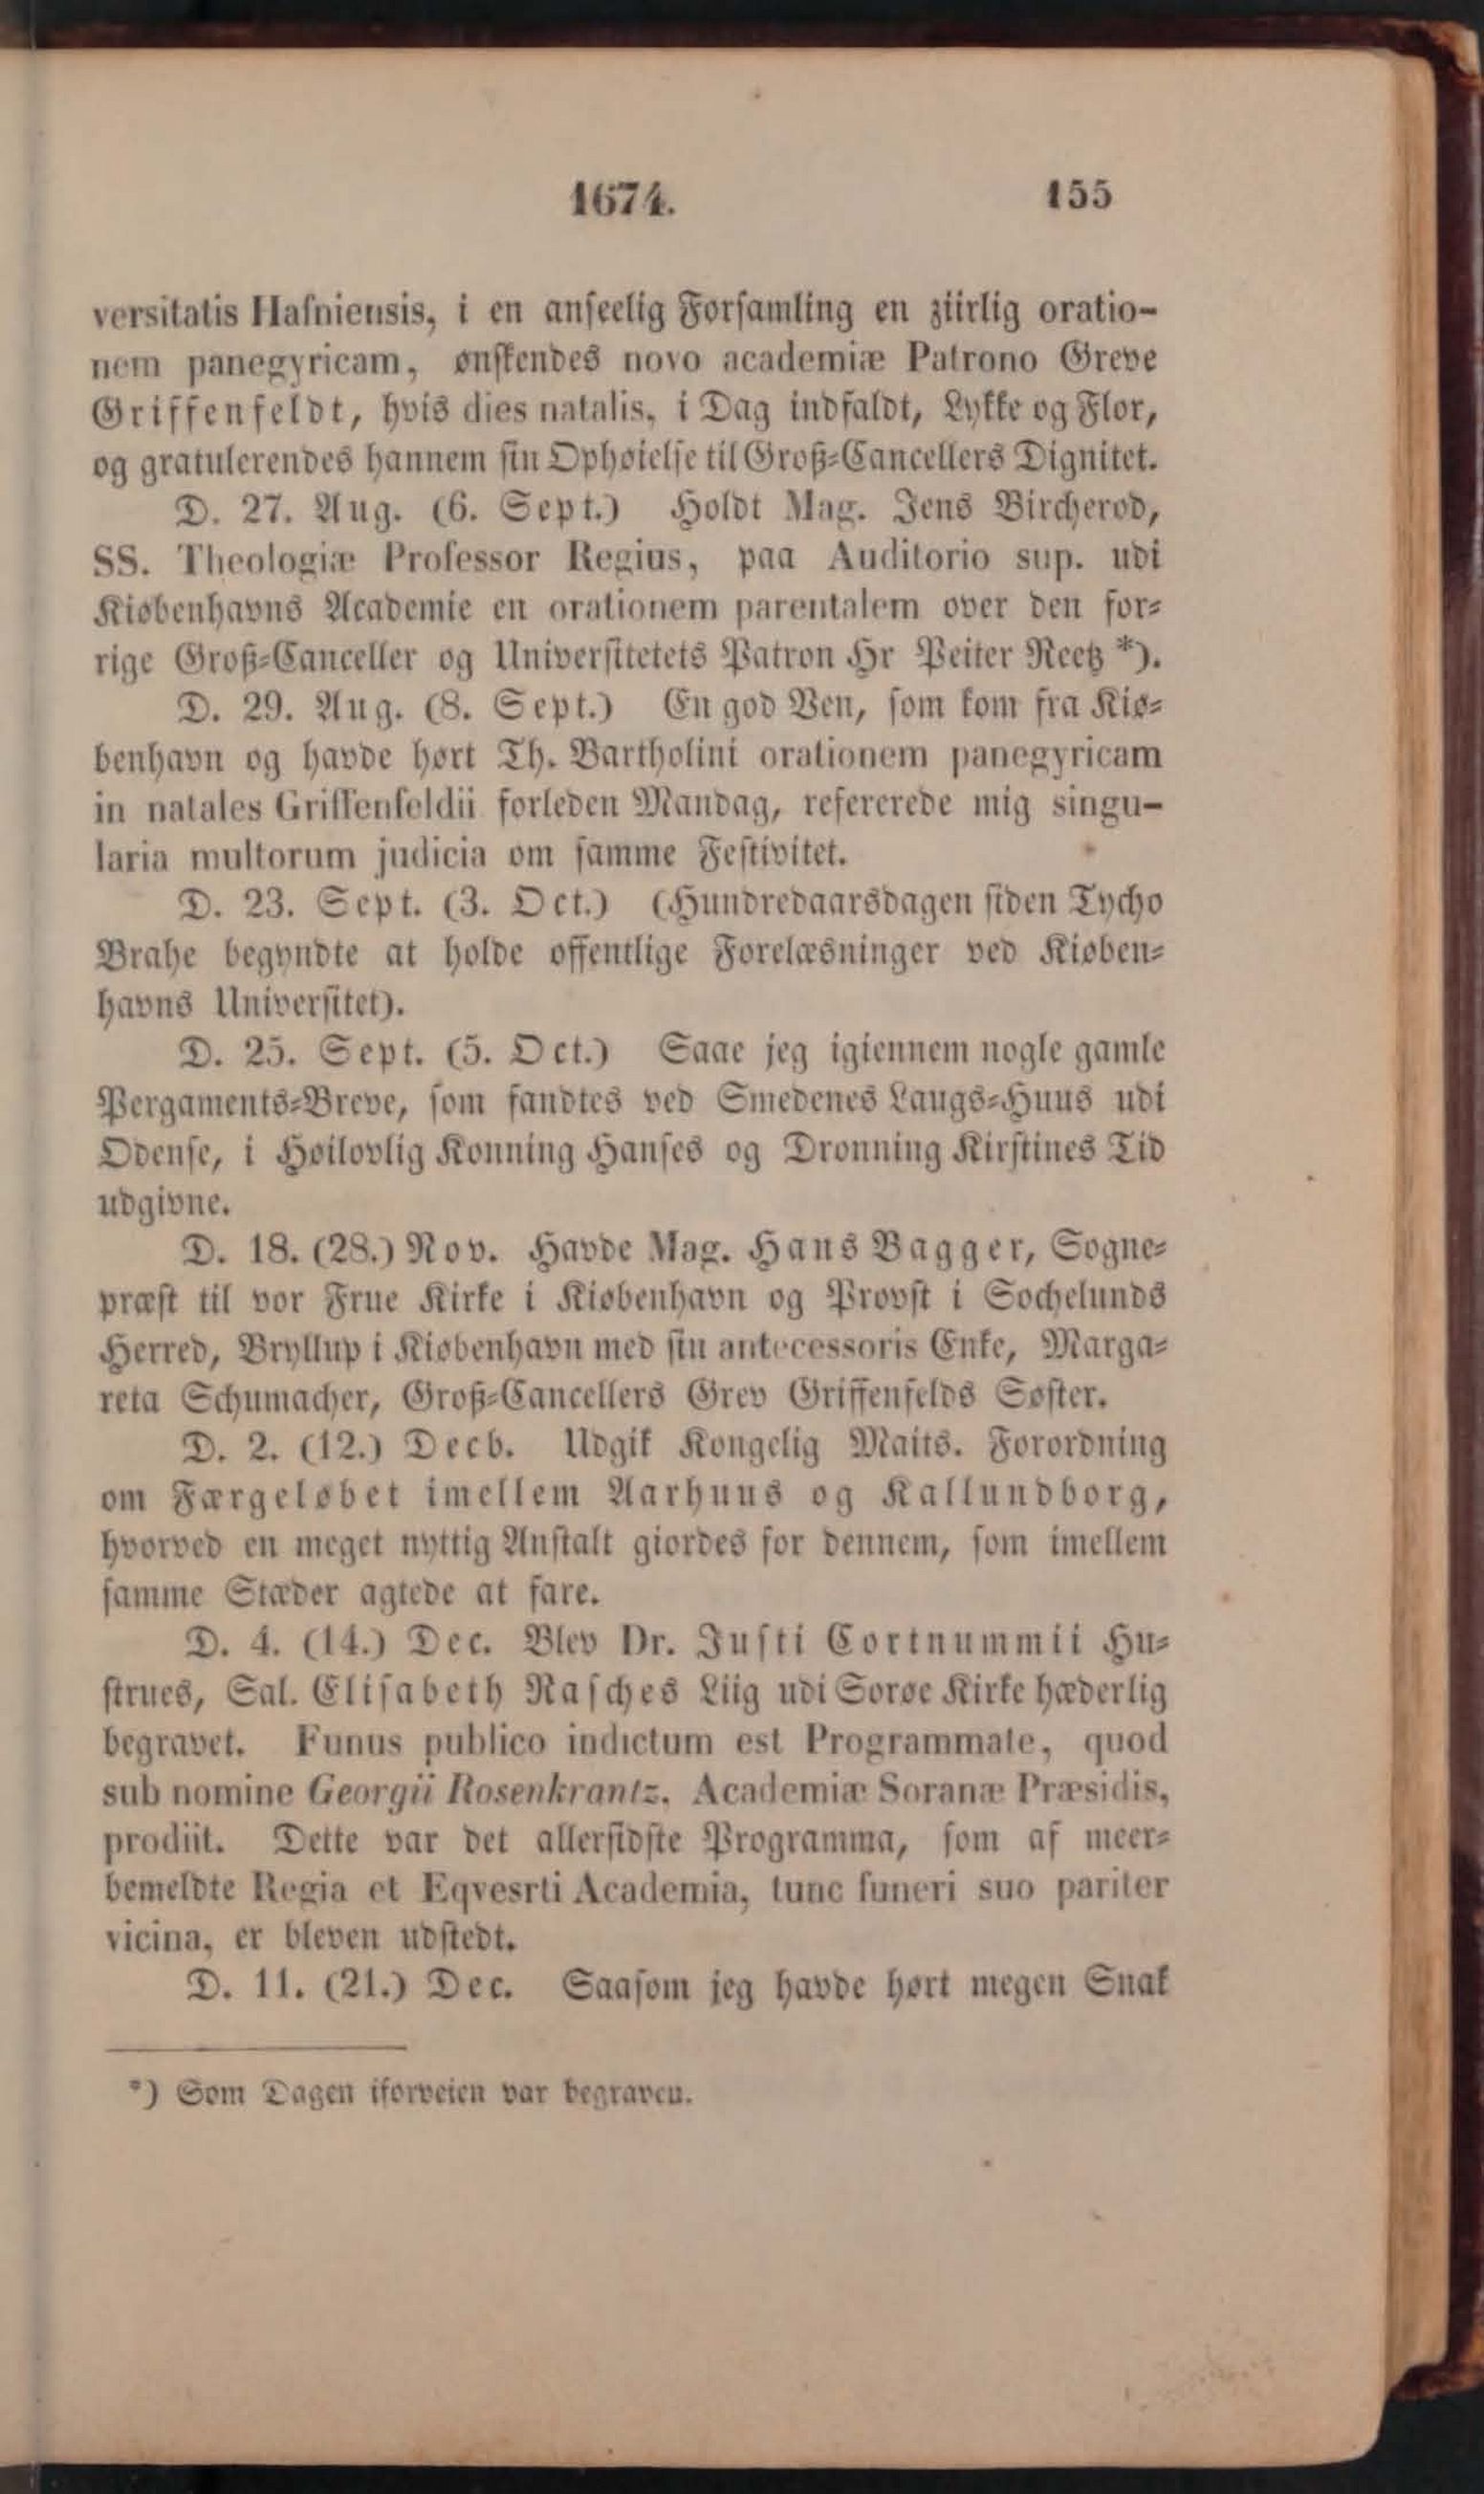 1674.
155
versitatis Hafniensis, i en anseelig Forsamling en ziirlig oratio-
nem panegyricam, ønskendes novo academiæ Patrono Greve
Griffenfeldt, hvis dies natalis, i Dag indfaldt, Lykke og Flor,
og gratulerendes hannem sin Ophøielse til Groß-Cancellers Dignitet.
D. 27. Aug. (6. Sept.) Holdt Mag. Jens Bircherod,
SS. Theologiæ Professor Regius, paa Auditorio sup. udi
Kiøbenhavns Academie en orationem parentalem over den for-
rige Groß-Canceller og Universitetets Patron Hr Peiter Reetz *).
D. 29. Aug. (8. Sept.) En god Ven, som kom fra Kiø-
benhavn og havde hørt Th. Bartholini orationem panegyricam
in natales Griffenfeldii forleden Mandag, refererede mig singu-
laria multorum judicia om samme Festivitet.
D. 23. Sept. (3. Oct.) (Hundredaarsdagen siden Tycho
Brahe begyndte at holde offentlige Forelæsninger ved Kiøben-
havns Universitet).
D. 25. Sept. (5. Oct.) Saae jeg igiennem nogle gamle
Pergaments-Breve, som fandtes ved Smedenes Laugs-Huus udi
Odense, i Høilovlig Konning Hanses og Dronning Kirstines Tid
udgivne.
D. 18. (28.) Nov. Havde Mag. Hans Bagger, Sogne-
præst til vor Frue Kirke i Kiøbenhavn og Provst i Sochelunds
Herred, Bryllup i Kiøbenhavn med sin antecessoris Enke, Marga-
reta Schumacher, Groß-Cancellers Grev Griffenfelds Søster.
D. 2. (12.) Decb. Udgik Kongelig Maits. Forordning
om Færgeløbet imellem Aarhuus og Kallundborg,
hvorved en meget nyttig Anstalt giordes for dennem, som imellem
samme Stæder agtede at fare.
D. 4. (14.) Dec. Blev Dr. Justi Cortnummii Hu-
strues, Sal. Elisabeth Rasches Liig udi Sorøe Kirke hæderlig
begravet. Funus publico indictum est Programmate, quod
sub nomine Georgii Rosenkrantz, Academiæ Soranæ Præsidis,
prodiit. Dette var det allersidste Programma, som af meer-
bemeldte Regia et Eqvesrti Academia, tunc funeri suo pariter
vicina, er bleven udstedt.
D. 11. (21.) Dec. Saasom jeg havde hørt megen Snak
*) Som Dagen iforveien var begraven.